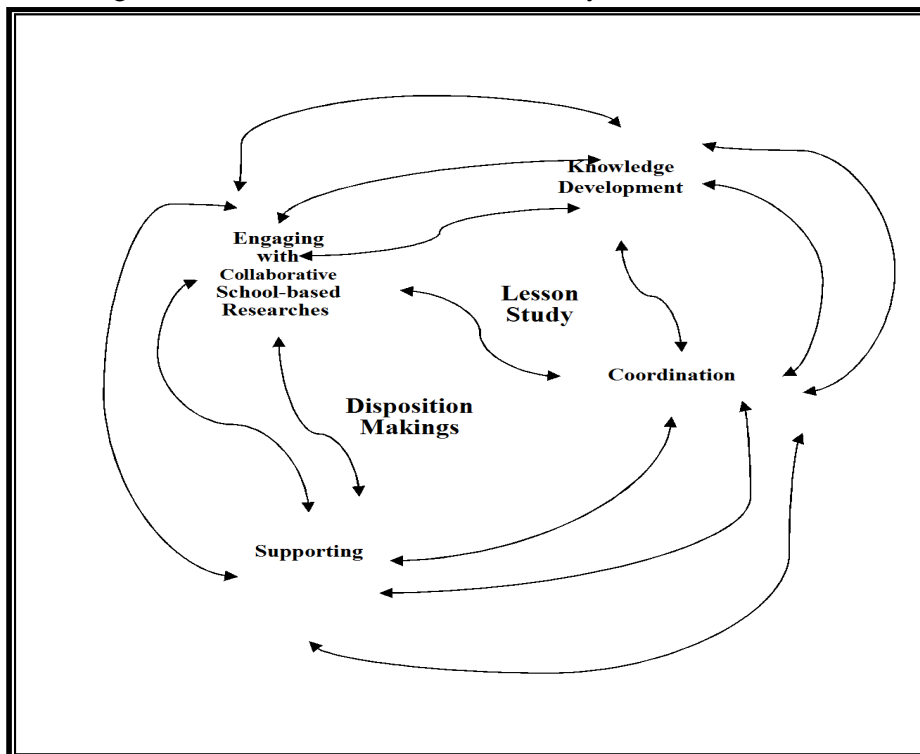 Knowledge
Development
Engaging
with
Collaborative
School-based
Researches
Lesson
Study
Coordination
Disposition
Makings
Supporting